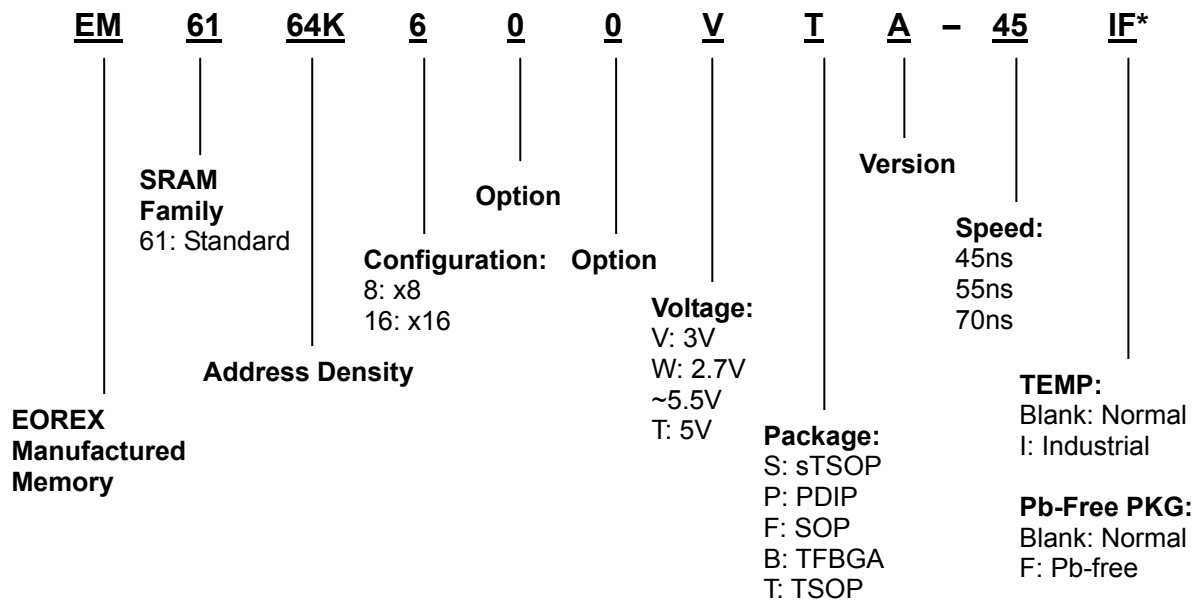 EM 61 64K 6 0 0 V T A – 45 IF*
SRAM
Family
61: Standard
Option
Version
Configuration:
8: x8
16: x16
Option
Speed:
45ns
55ns
70ns
Voltage:
V: 3V
W: 2.7V
~5.5V
T: 5V
Address Density
EOREX
Manufactured
Memory
Package:
S: sTSOP
P: PDIP
F: SOP
B: TFBGA
T: TSOP
TEMP:
Blank: Normal
I: Industrial
Pb-Free PKG:
Blank: Normal
F: Pb-free